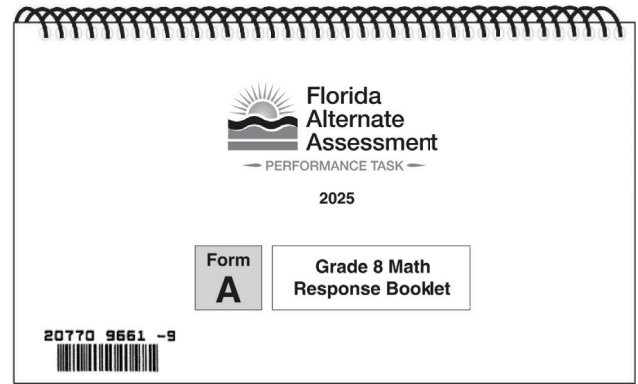 Florida
Alternate
Assessment
PERFORMANCE TASK
2025
Form
A
Grade 8 Math
Response Booklet
20770 9661 -9